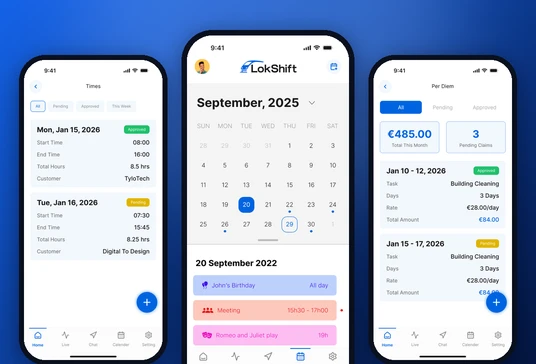 9:41
Times
All
Pending
Approved
This Week
Mon, Jan 15, 2026
Approved
Start Time
08:00
End Time
16:00
Total Hours
8.5 hrs
Customer
TyloTech
Tue, Jan 16, 2026
Pending
Start Time
07:30
End Time
15:45
Total Hours
8.25 hrs
Customer
Digital To Design
Home
Live
Chat
Calendar
Setting
9:41
LokShift
September, 2025
SUN MON TUE WED THU FRI SAT
28 29 30 31 1 2 3
4 5 6 7 8 9 10
11 12 13 14 15 16 17
18 19 20 21 22 23 24
25 26 27 28 29 30 1
20 September 2022
John's Birthday
All day
Meeting
15h30 - 17h00
Romeo and Juliet play
19h
9:41
Per Diem
All
Pending
Approved
€485.00
Total This Month
3
Pending Claims
Jan 10 - 12, 2026
Approved
Task
Building Cleaning
Days
3 Days
Rate
€28.00/day
Total Amount
€84.00
Jan 15 - 17, 2026
Pending
Task
Building Cleaning
Days
3 Days
Rate
€28.00/day
Total Amount
Home
Live
Chat
Calendar
Setting